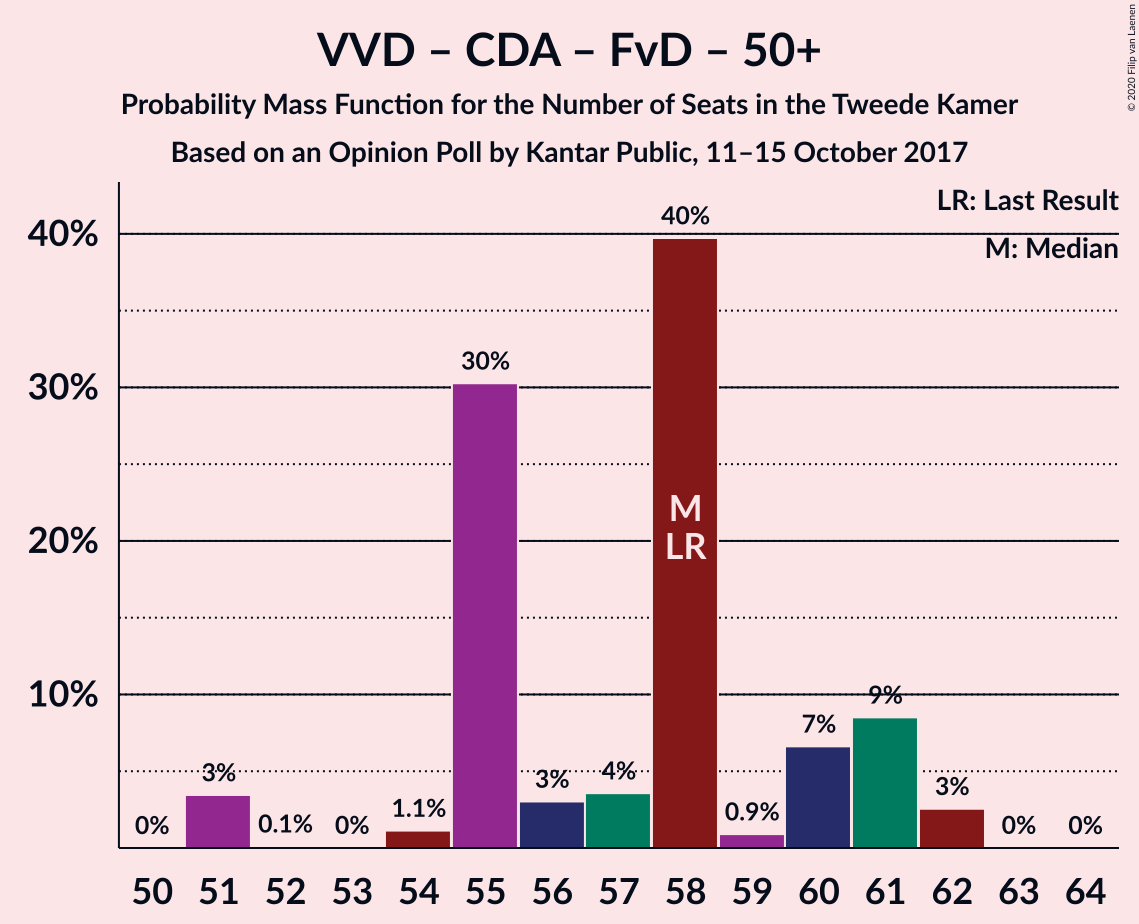 VVD – CDA – FvD – 50+
Probability Mass Function for the Number of Seats in the Tweede Kamer
Based on an Opinion Poll by Kantar Public, 11–15 October 2017
© 2020 Filip van Laenen
LR: Last Result
M: Median
40%
30%
20%
10%
0%
3%
0.1%
0%
1.1%
30%
3%
4%
40%
0.9%
7%
9%
3%
0%
0%
M
LR
50 51 52 53 54 55 56 57 58 59 60 61 62 63 64